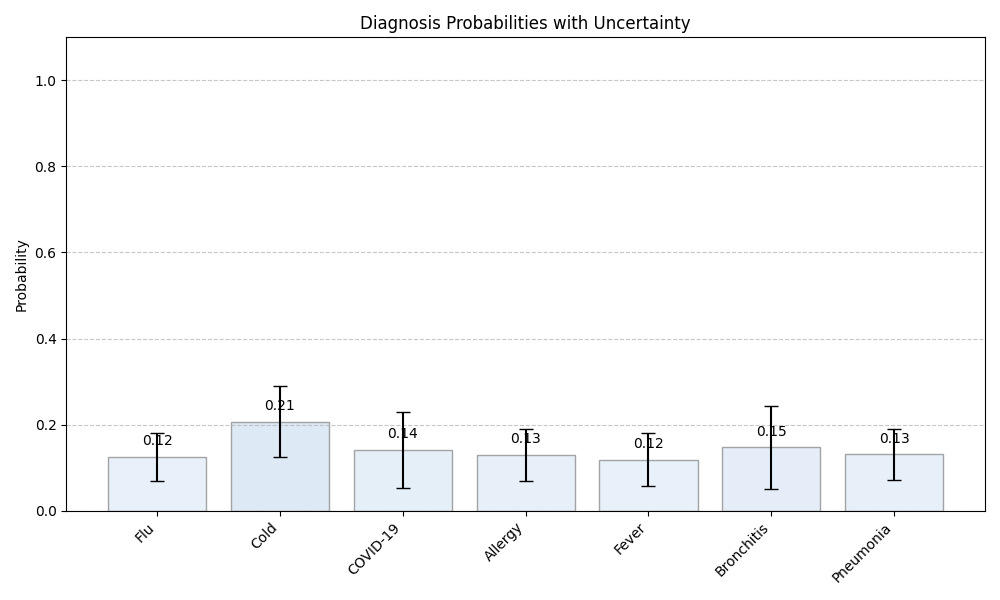 Diagnosis Probabilities with Uncertainty
Probability
1.0
0.8
0.6
0.4
0.2
0.0
0.12
0.21
0.14
0.13
0.12
0.15
0.13
Flu
Cold
COVID-19
Allergy
Fever
Bronchitis
Pneumonia